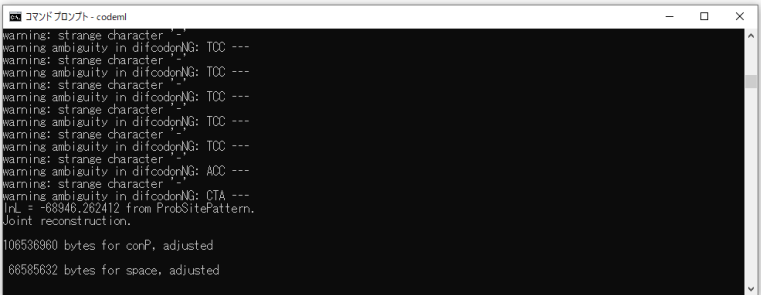 コマンドプロンプト - codeml
warning: strange character '-'
warning ambiguity in difcodonNG: TCC ---
warning: strange character '-'
warning ambiguity in difcodonNG: TCC ---
warning: strange character '-'
warning ambiguity in difcodonNG: TCC ---
warning: strange character '-'
warning ambiguity in difcodonNG: TCC ---
warning: strange character '-'
warning ambiguity in difcodonNG: TCC ---
warning: strange character '-'
warning ambiguity in difcodonNG: ACC ---
warning: strange character '-'
warning ambiguity in difcodonNG: CTA ---
lnL = -68946.262412 from ProbSitePattern.
Joint reconstruction.
106536960 bytes for conP, adjusted
66585632 bytes for space, adjusted